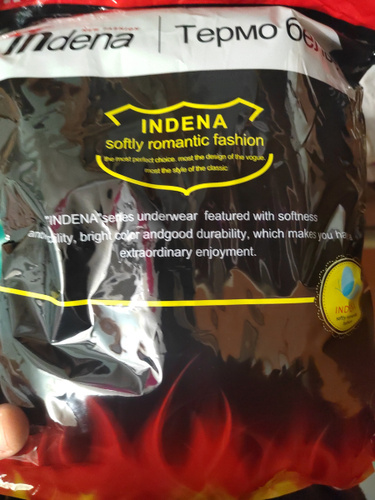 Indena
Термо
INDENA
softly romantic fashion
the most perfect choice. most the design of the vogue.
most the style of the classic
"INDENA"series underwear featured with softness
bright color andgood durability, which makes you have
extraordinary enjoyment.